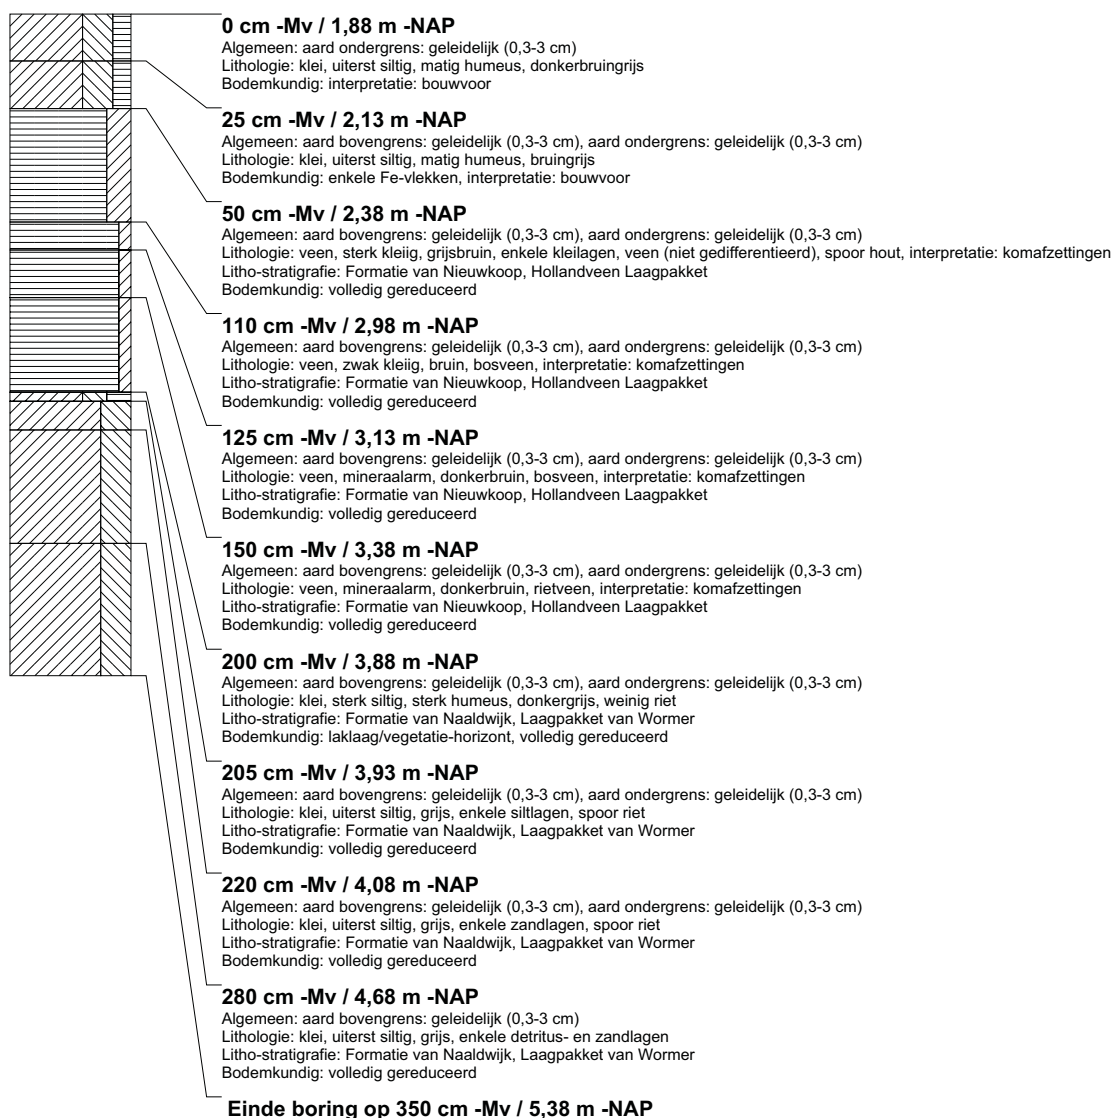 0 cm -Mv / 1,88 m -NAP
Algemeen: aard ondergrens: geleidelijk (0,3-3 cm)
Lithologie: klei, uiterst siltig, matig humeus, donkerbruingrijs
Bodemkundig: interpretatie: bouwvoor
25 cm -Mv / 2,13 m -NAP
Algemeen: aard bovengrens: geleidelijk (0,3-3 cm), aard ondergrens: geleidelijk (0,3-3 cm)
Lithologie: klei, uiterst siltig, matig humeus, bruingrijs
Bodemkundig: enkele Fe-vlekken, interpretatie: bouwvoor
50 cm -Mv / 2,38 m -NAP
Algemeen: aard bovengrens: geleidelijk (0,3-3 cm), aard ondergrens: geleidelijk (0,3-3 cm)
Lithologie: veen, sterk kleiig, grijsbruin, enkele kleilagen, veen (niet gedifferentieerd), spoor hout, interpretatie: komafzettingen
Litho-stratigrafie: Formatie van Nieuwkoop, Hollandveen Laagpakket
Bodemkundig: volledig gereduceerd
110 cm -Mv / 2,98 m -NAP
Algemeen: aard bovengrens: geleidelijk (0,3-3 cm), aard ondergrens: geleidelijk (0,3-3 cm)
Lithologie: veen, zwak kleiig, bruin, bosveen, interpretatie: komafzettingen
Litho-stratigrafie: Formatie van Nieuwkoop, Hollandveen Laagpakket
Bodemkundig: volledig gereduceerd
125 cm -Mv / 3,13 m -NAP
Algemeen: aard bovengrens: geleidelijk (0,3-3 cm), aard ondergrens: geleidelijk (0,3-3 cm)
Lithologie: veen, mineraalarm, donkerbruin, bosveen, interpretatie: komafzettingen
Litho-stratigrafie: Formatie van Nieuwkoop, Hollandveen Laagpakket
Bodemkundig: volledig gereduceerd
150 cm -Mv / 3,38 m -NAP
Algemeen: aard bovengrens: geleidelijk (0,3-3 cm), aard ondergrens: geleidelijk (0,3-3 cm)
Lithologie: veen, mineraalarm, donkerbruin, rietveen, interpretatie: komafzettingen
Litho-stratigrafie: Formatie van Nieuwkoop, Hollandveen Laagpakket
Bodemkundig: volledig gereduceerd
200 cm -Mv / 3,88 m -NAP
Algemeen: aard bovengrens: geleidelijk (0,3-3 cm), aard ondergrens: geleidelijk (0,3-3 cm)
Lithologie: klei, sterk siltig, sterk humeus, donkergrijs, weinig riet
Litho-stratigrafie: Formatie van Naaldwijk, Laagpakket van Wormer
Bodemkundig: laklaag/vegetatie-horizont, volledig gereduceerd
205 cm -Mv / 3,93 m -NAP
Algemeen: aard bovengrens: geleidelijk (0,3-3 cm), aard ondergrens: geleidelijk (0,3-3 cm)
Lithologie: klei, uiterst siltig, grijs, enkele siltlagen, spoor riet
Litho-stratigrafie: Formatie van Naaldwijk, Laagpakket van Wormer
Bodemkundig: volledig gereduceerd
220 cm -Mv / 4,08 m -NAP
Algemeen: aard bovengrens: geleidelijk (0,3-3 cm), aard ondergrens: geleidelijk (0,3-3 cm)
Lithologie: klei, uiterst siltig, grijs, enkele zandlagen, spoor riet
Litho-stratigrafie: Formatie van Naaldwijk, Laagpakket van Wormer
Bodemkundig: volledig gereduceerd
280 cm -Mv / 4,68 m -NAP
Algemeen: aard bovengrens: geleidelijk (0,3-3 cm)
Lithologie: klei, uiterst siltig, grijs, enkele detritus- en zandlagen
Litho-stratigrafie: Formatie van Naaldwijk, Laagpakket van Wormer
Bodemkundig: volledig gereduceerd
Einde boring op 350 cm -Mv / 5,38 m -NAP